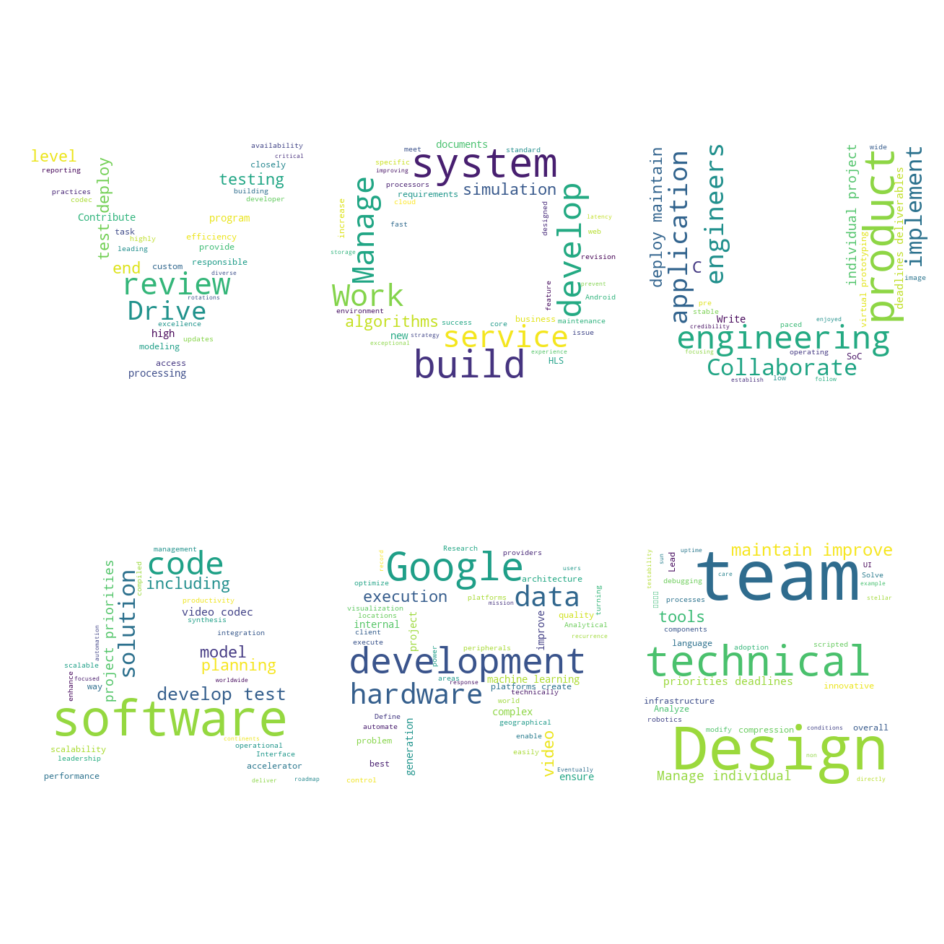 availability
level
critical
reporting
closely
test deploy
testing
practices
building
codec
developer
Contribute
program
task
highly
efficiency
leading
provide
end
custom
responsible
diverse
review
rotations
Drive
excellence
high
updates
modeling
access
processing
documents
meet
standard
specific
system
improving
processors
simulation
requirements
Manage
cloud
increase
designed
develop
latency
fast
web
storage
revision
Work
prevent
feature
Android
environment
algorithms
business
maintenance
success
core
new
strategy
service
issue
exceptional
build
experience
HLS
wide
deploy maintain
application
engineers
individual project
product
implement
deadlines deliverables
virtual prototyping
C
image
pre
stable
Write
credibility
paced
enjoyed
engineering
focusing
operating
SoC
Collaborate
establish
low
follow
management
code
including
compiled
project priorities
solution
productivity
video codec
synthesis
integration
automation
model
scalable
planning
enhance
focused
way
worldwide
develop test
software
continents
scalability
operational
leadership
Interface
accelerator
performance
deliver
roadmap
Research
providers
Google
users
optimize
architecture
execution
data
platforms
mission
turning
visualization
locations
quality
internal
project
improve
Analytical
client
recurrence
execute
power
peripherals
development
areas
machine learning
response
hardware
platforms create
technically
world
complex
Define
geographical
automate
enable
problem
generation
easily
video
best
Eventually
control
ensure
uptime
maintain improve
testability
sun
Lead
team
UI
care
Solve
debugging
example
processes
stellar
tools
components
language
adoption
scripted
technical
priorities deadlines
innovative
infrastructure
Analyze
robotics
modify
compression
conditions
overall
Design
Manage individual
directly